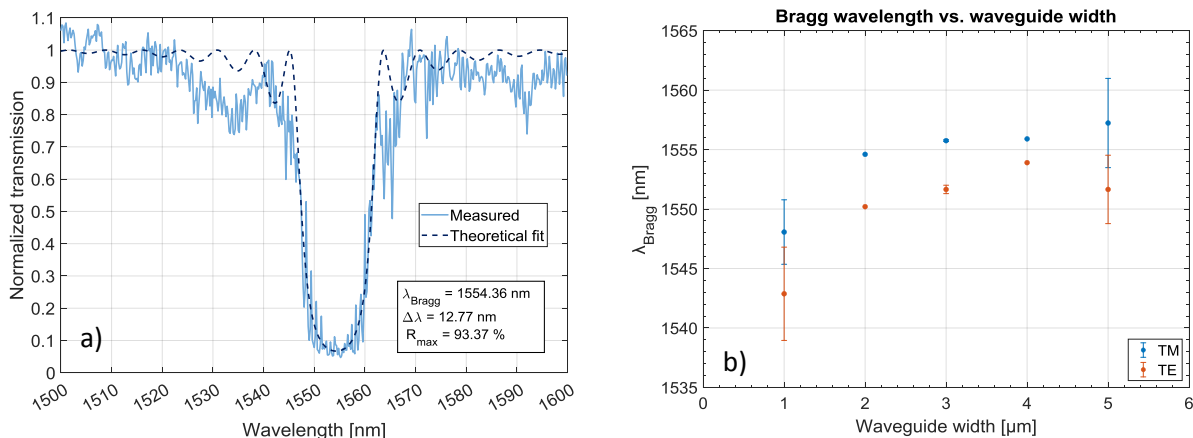 1.1
1
0.9
0.8
0.7
0.6
0.5
0.4
0.3
0.2
0.1
0
Normalized transmission
Measured
Theoretical fit
λBragg = 1554.36 nm
Δλ = 12.77 nm
Rmax = 93.37 %
a)
1500 1510 1520 1530 1540 1550 1560 1570 1580 1590 1600
Wavelength [nm]
Bragg wavelength vs. waveguide width
1565
1560
1555
1550
1545
1540
1535
λBragg [nm]
TM
TE
b)
0 1 2 3 4 5 6
Waveguide width [μm]